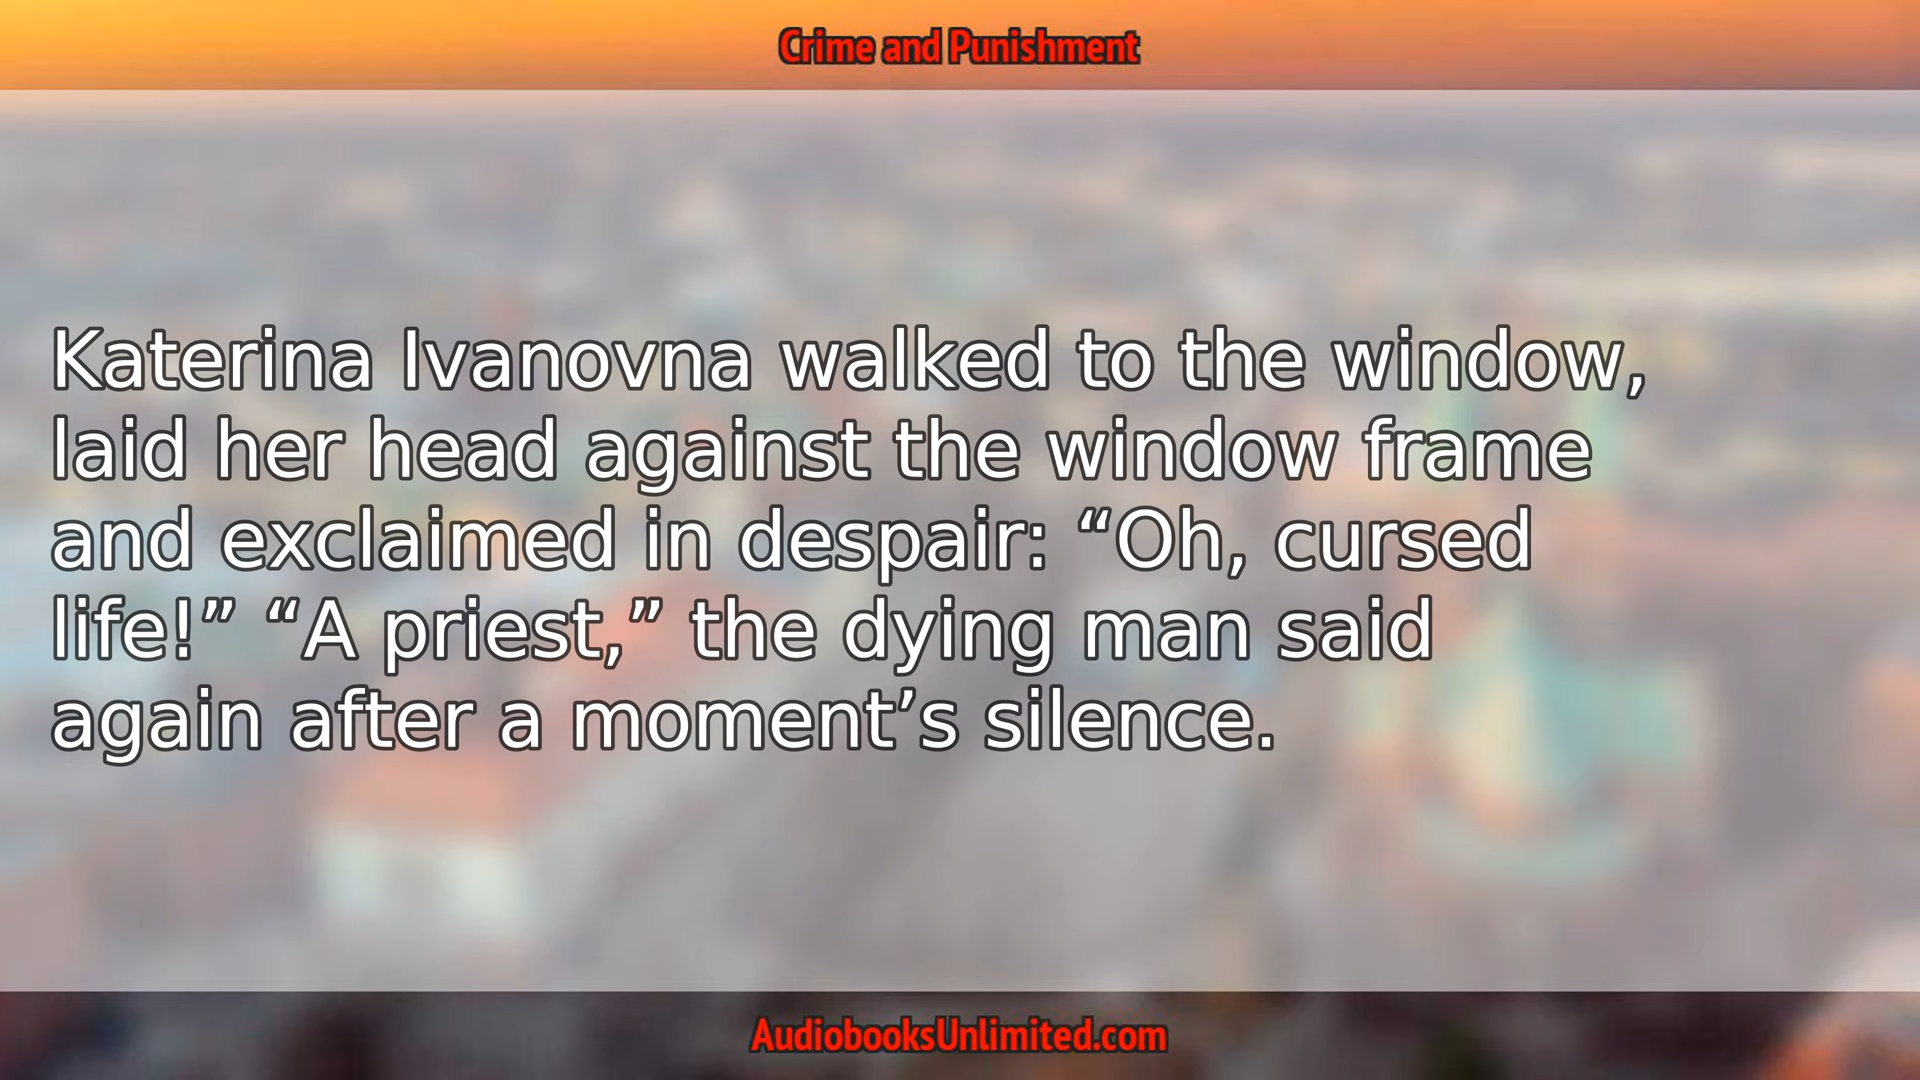 Crime and Punishment
Katerina Ivanovna walked to the window,
laid her head against the window frame
and exclaimed in despair: “Oh, cursed
life!” “A priest,” the dying man said
again after a moment’s silence.
AudiobooksUnlimited.com